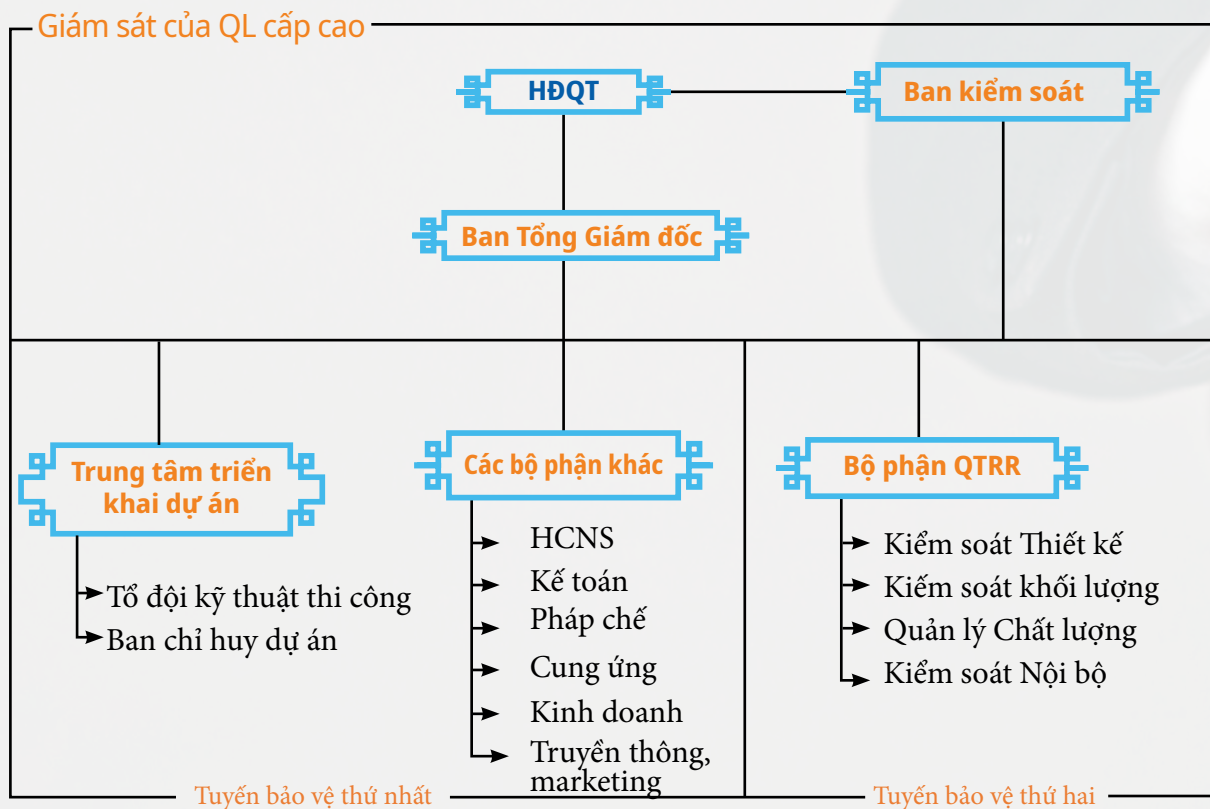 Giám sát của QL cấp cao
HĐQT
Ban kiểm soát
Ban Tổng Giám đốc
Trung tâm triển
khai dự án
Tổ đội kỹ thuật thi công
Ban chỉ huy dự án
Các bộ phận khác
HCNS
Kế toán
Pháp chế
Cung ứng
Kinh doanh
Truyền thông,
marketing
Bộ phận QTRR
Kiểm soát Thiết kế
Kiếm soát khối lượng
Quản lý Chất lượng
Kiểm soát Nội bộ
Tuyến bảo vệ thứ nhất
Tuyến bảo vệ thứ hai